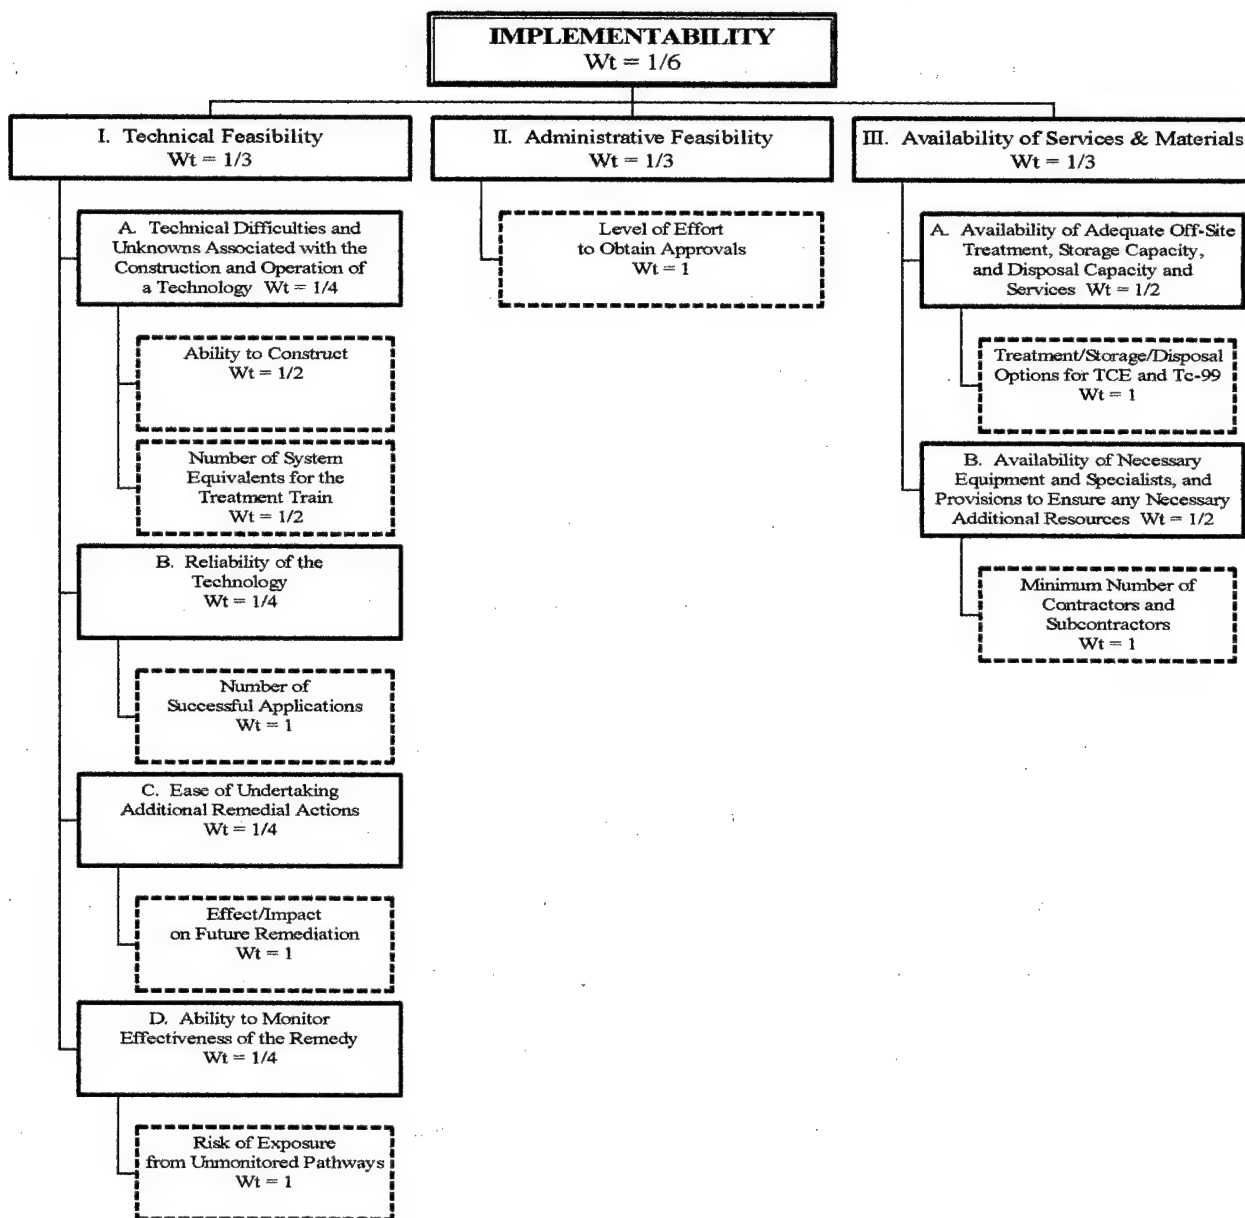 IMPLEMENTABILITY
Wt = 1/6
I. Technical Feasibility
Wt = 1/3
II. Administrative Feasibility
Wt = 1/3
III. Availability of Services & Materials
Wt = 1/3
A. Technical Difficulties and
Unknowns Associated with the
Construction and Operation of
a Technology Wt = 1/4
Ability to Construct
Wt = 1/2
Number of System
Equivalents for the
Treatment Train
Wt = 1/2
B. Reliability of the
Technology
Wt = 1/4
Number of
Successful Applications
Wt = 1
C. Ease of Undertaking
Additional Remedial Actions
Wt = 1/4
Effect/Impact
on Future Remediation
Wt = 1
D. Ability to Monitor
Effectiveness of the Remedy
Wt = 1/4
Risk of Exposure
from Unmonitored Pathways
Wt = 1
Level of Effort
to Obtain Approvals
Wt = 1
A. Availability of Adequate Off-Site
Treatment, Storage Capacity,
and Disposal Capacity and
Services Wt = 1/2
Treatment/Storage/Disposal
Options for TCE and Tc-99
Wt = 1
B. Availability of Necessary
Equipment and Specialists, and
Provisions to Ensure any Necessary
Additional Resources Wt = 1/2
Minimum Number of
Contractors and
Subcontractors
Wt = 1